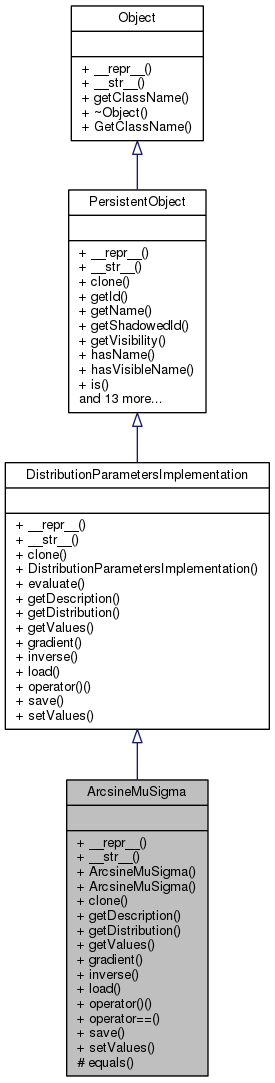 Object
+ __repr__()
+ __str__()
+ getClassName()
+ ~Object()
+ GetClassName()
PersistentObject
+ __repr__()
+ __str__()
+ clone()
+ getId()
+ getName()
+ getShadowedId()
+ getVisibility()
+ hasName()
+ hasVisibleName()
+ is()
and 13 more...
DistributionParametersImplementation
+ __repr__()
+ __str__()
+ clone()
+ DistributionParametersImplementation()
+ evaluate()
+ getDescription()
+ getDistribution()
+ getValues()
+ gradient()
+ inverse()
+ load()
+ operator()()
+ save()
+ setValues()
ArcsineMuSigma
+ __repr__()
+ __str__()
+ ArcsineMuSigma()
+ ArcsineMuSigma()
+ clone()
+ getDescription()
+ getDistribution()
+ getValues()
+ gradient()
+ inverse()
+ load()
+ operator()()
+ operator==()
+ save()
+ setValues()
# equals()